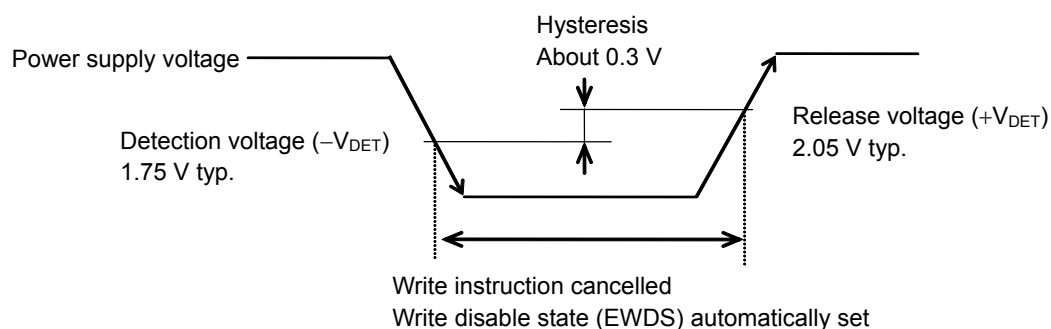 Hysteresis
About 0.3 V
Power supply voltage
Release voltage (+VDET)
2.05 V typ.
Detection voltage (−VDET)
1.75 V typ.
Write instruction cancelled
Write disable state (EWDS) automatically set